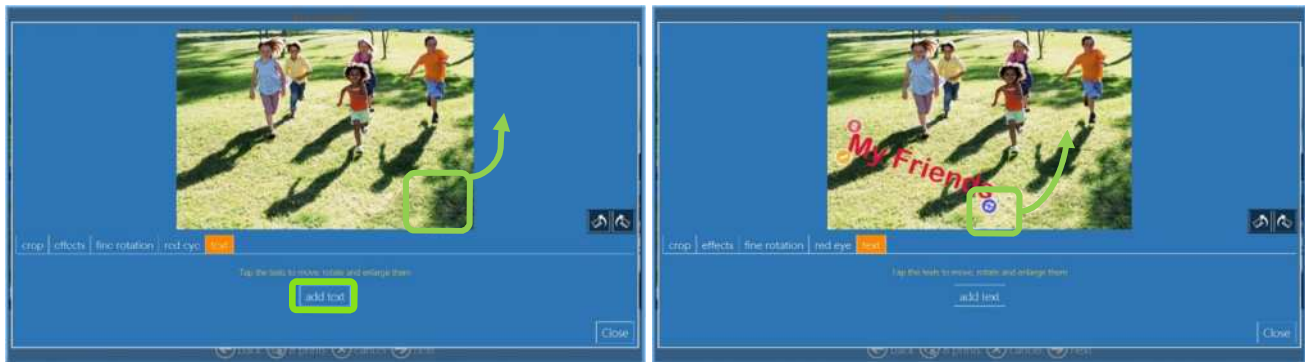 crop effects fine rotation red eye text
Tap the texts to move, rotate and enlarge them
add text
Close
My Friends
crop effects fine rotation red eye text
Tap the texts to move, rotate and enlarge them
add text
Close